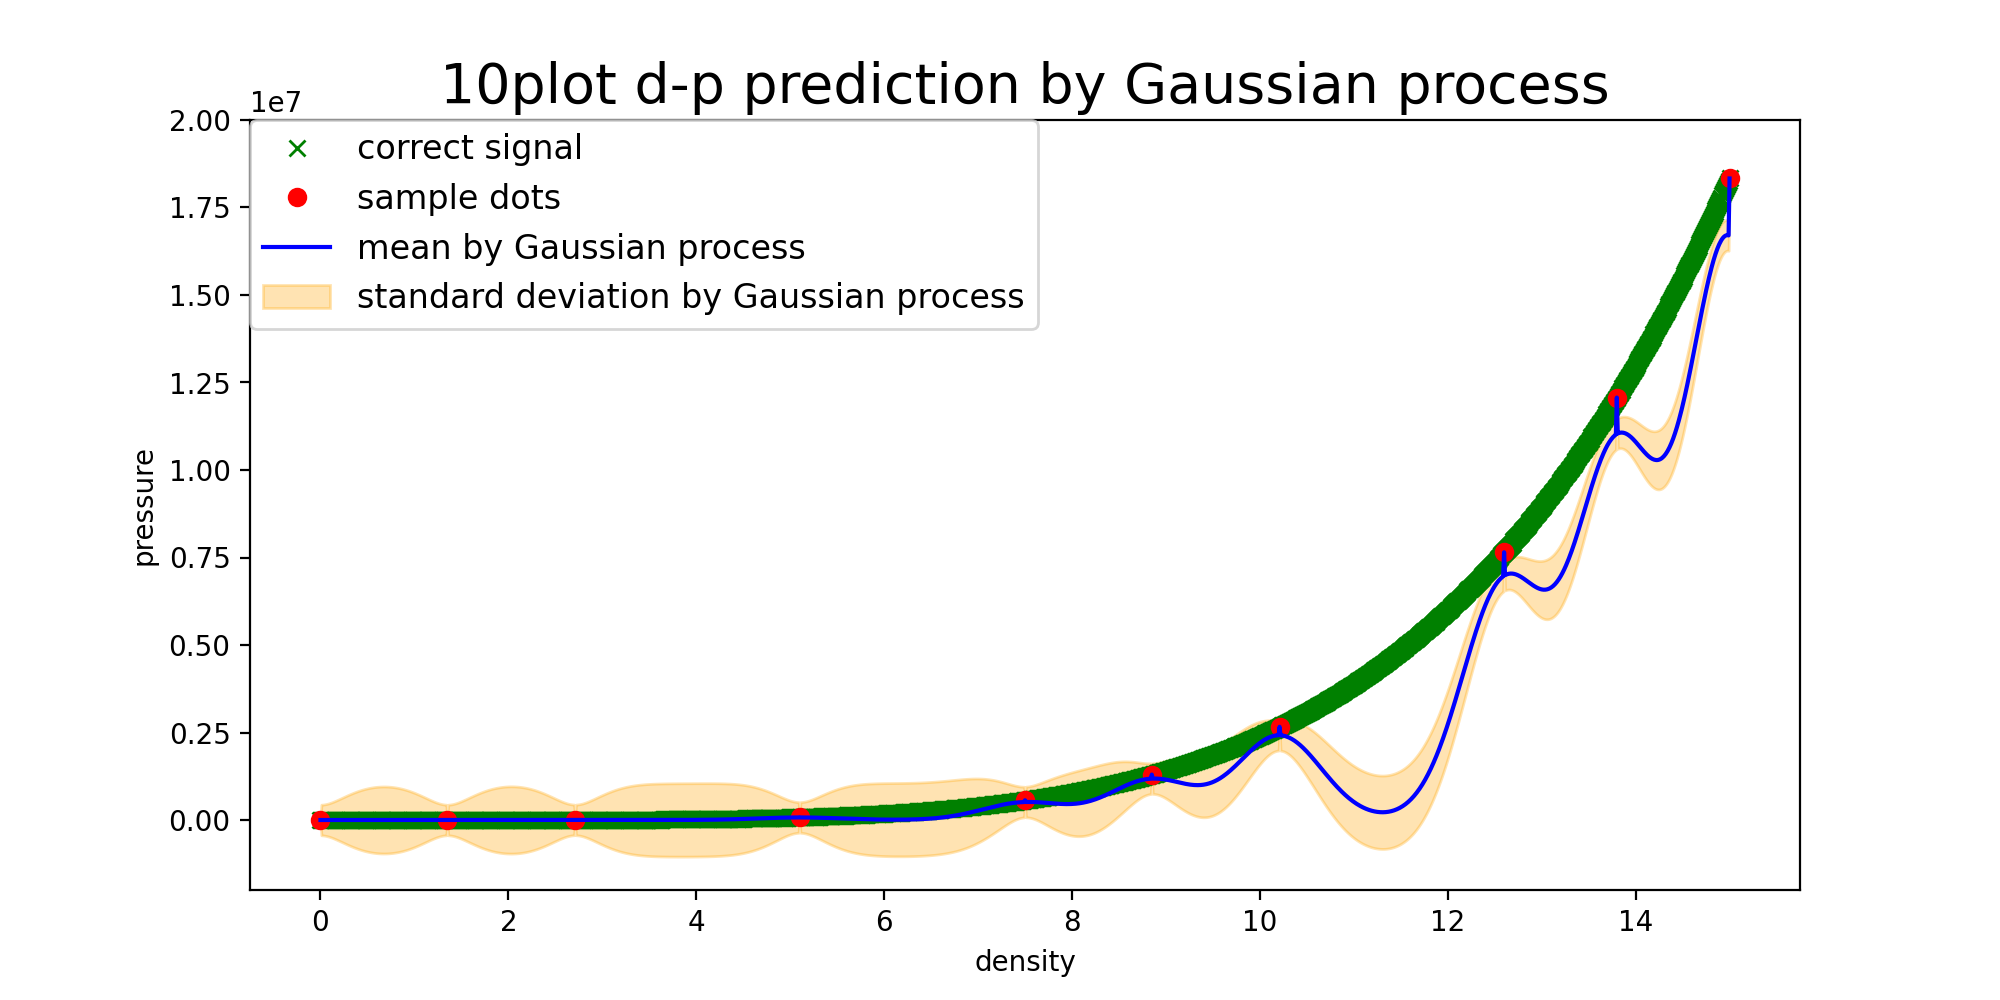 10plot d-p prediction by Gaussian process
1e7
correct signal
sample dots
mean by Gaussian process
standard deviation by Gaussian process
2.00
1.75
1.50
1.25
1.00
0.75
0.50
0.25
0.00
pressure
0 2 4 6 8 10 12 14
density